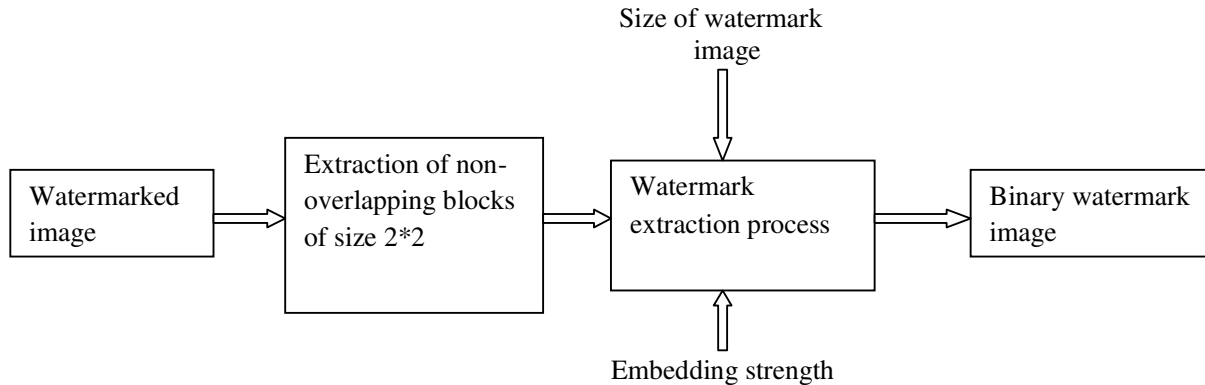 Size of watermark
image
Watermarked
image
Extraction of non-
overlapping blocks
of size 2*2
Watermark
extraction process
Binary watermark
image
Embedding strength